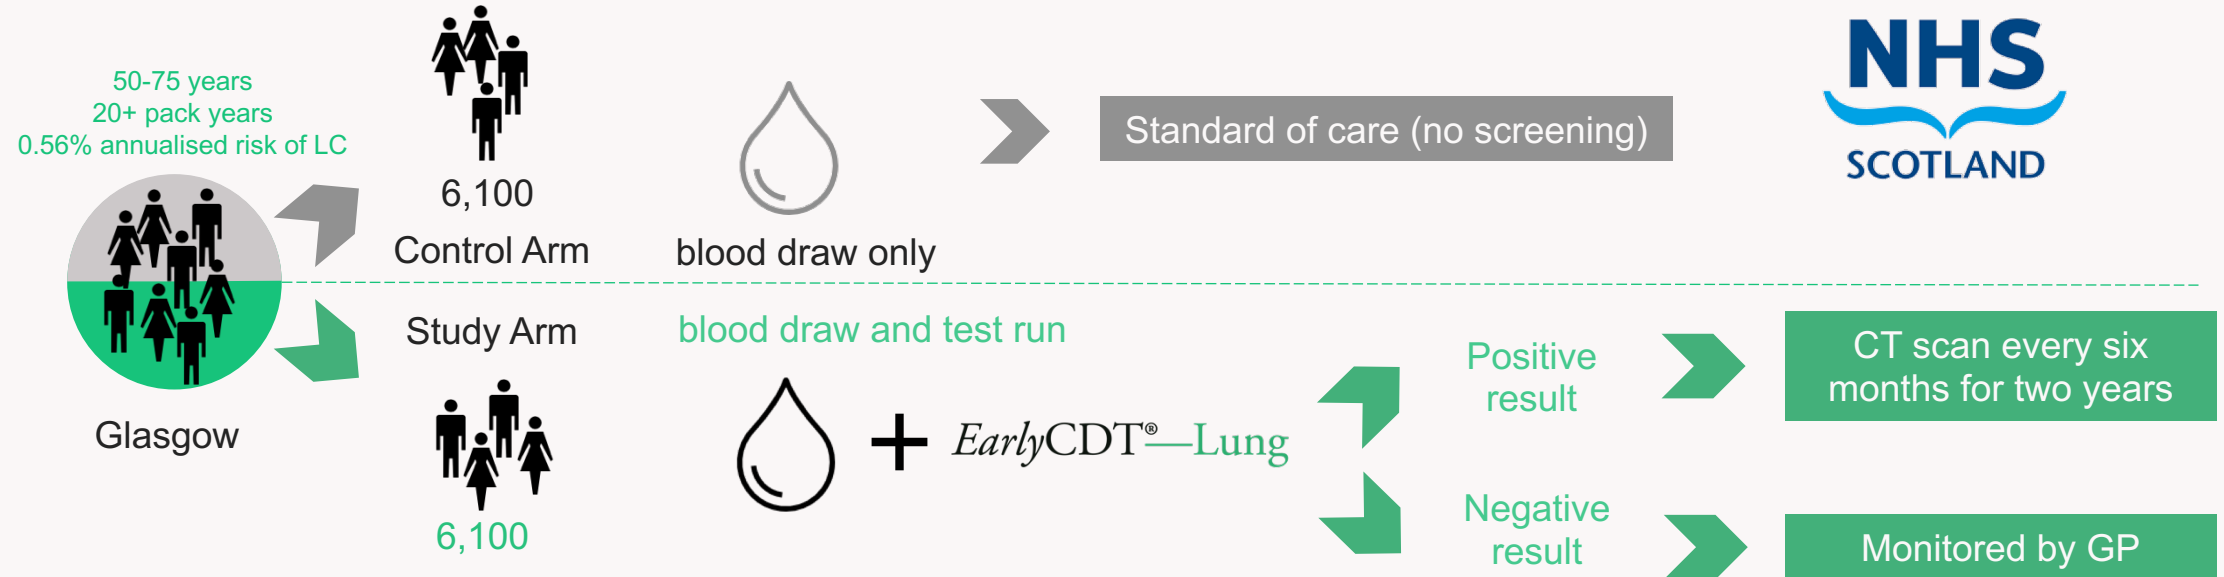 50-75 years
20+ pack years
0.56% annualised risk of LC
Glasgow
6,100
Control Arm
blood draw only
Standard of care (no screening)
NHS
SCOTLAND
Study Arm
6,100
blood draw and test run
+ EarlyCDT®—Lung
Positive
result
CT scan every six
months for two years
Negative
result
Monitored by GP